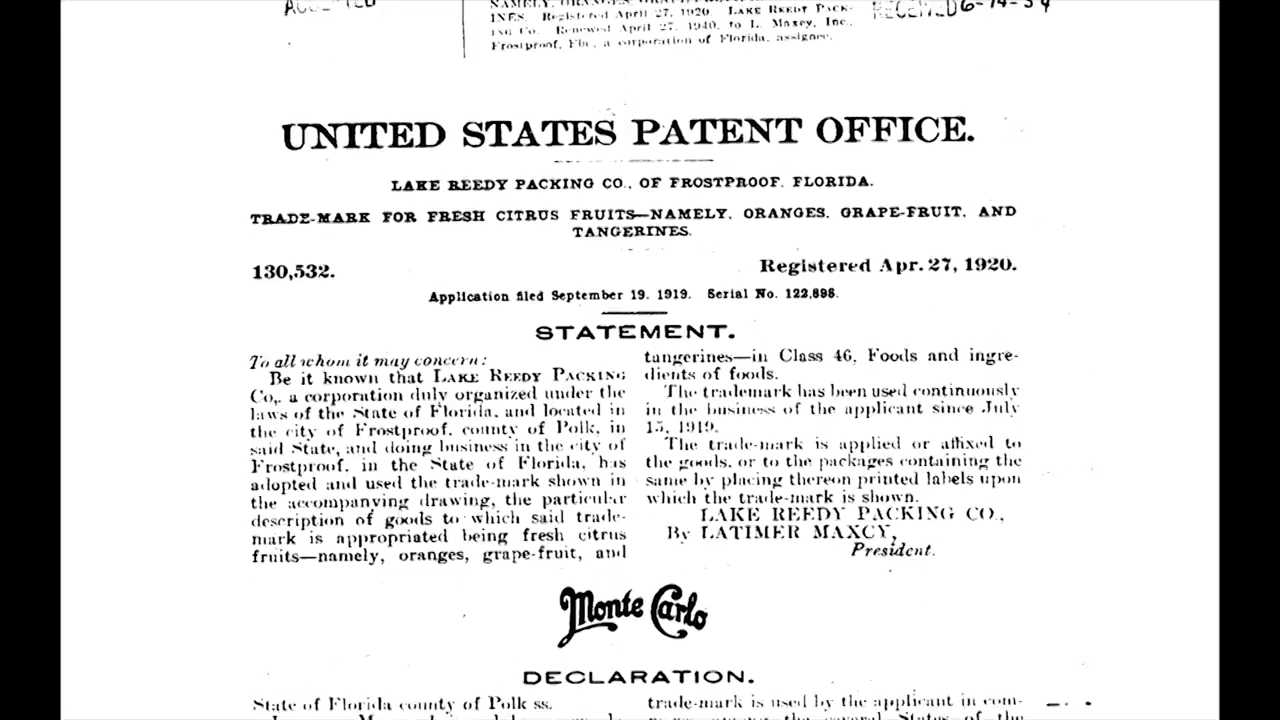 ACCEPTED
NAMELY, ORANGES,
INES. Registered April 27, 1920. LAKE REEDY PACK-
ING CO. Renewed April 27, 1940, to L. Maxcy, Inc.,
Frostproof, Fla., a corporation of Florida, assignee.
RECEIVED 6-14-54
UNITED STATES PATENT OFFICE.
LAKE REEDY PACKING CO., OF FROSTPROOF, FLORIDA.
TRADE-MARK FOR FRESH CITRUS FRUITS—NAMELY, ORANGES, GRAPE-FRUIT, AND
TANGERINES.
130,532.
Registered Apr. 27, 1920.
Application filed September 19, 1919. Serial No. 122,898.
STATEMENT.
To all whom it may concern:
Be it known that LAKE REEDY PACKING
Co., a corporation duly organized under the
laws of the State of Florida, and located in
the city of Frostproof, county of Polk, in
said State, and doing business in the city of
Frostproof, in the State of Florida, has
adopted and used the trade-mark shown in
the accompanying drawing, the particular
description of goods to which said trade-
mark is appropriated being fresh citrus
fruits—namely, oranges, grape-fruit, and
tangerines—in Class 46, Foods and ingre-
dients of foods.
The trademark has been used continuously
in the business of the applicant since July
15, 1919.
The trade-mark is applied or affixed to
the goods, or to the packages containing the
same by placing thereon printed labels upon
which the trade-mark is shown.
LAKE REEDY PACKING CO.,
By LATIMER MAXCY,
President.
Monte Carlo
DECLARATION.
State of Florida county of Polk ss.
trade-mark is used by the applicant in com-
the several States of the